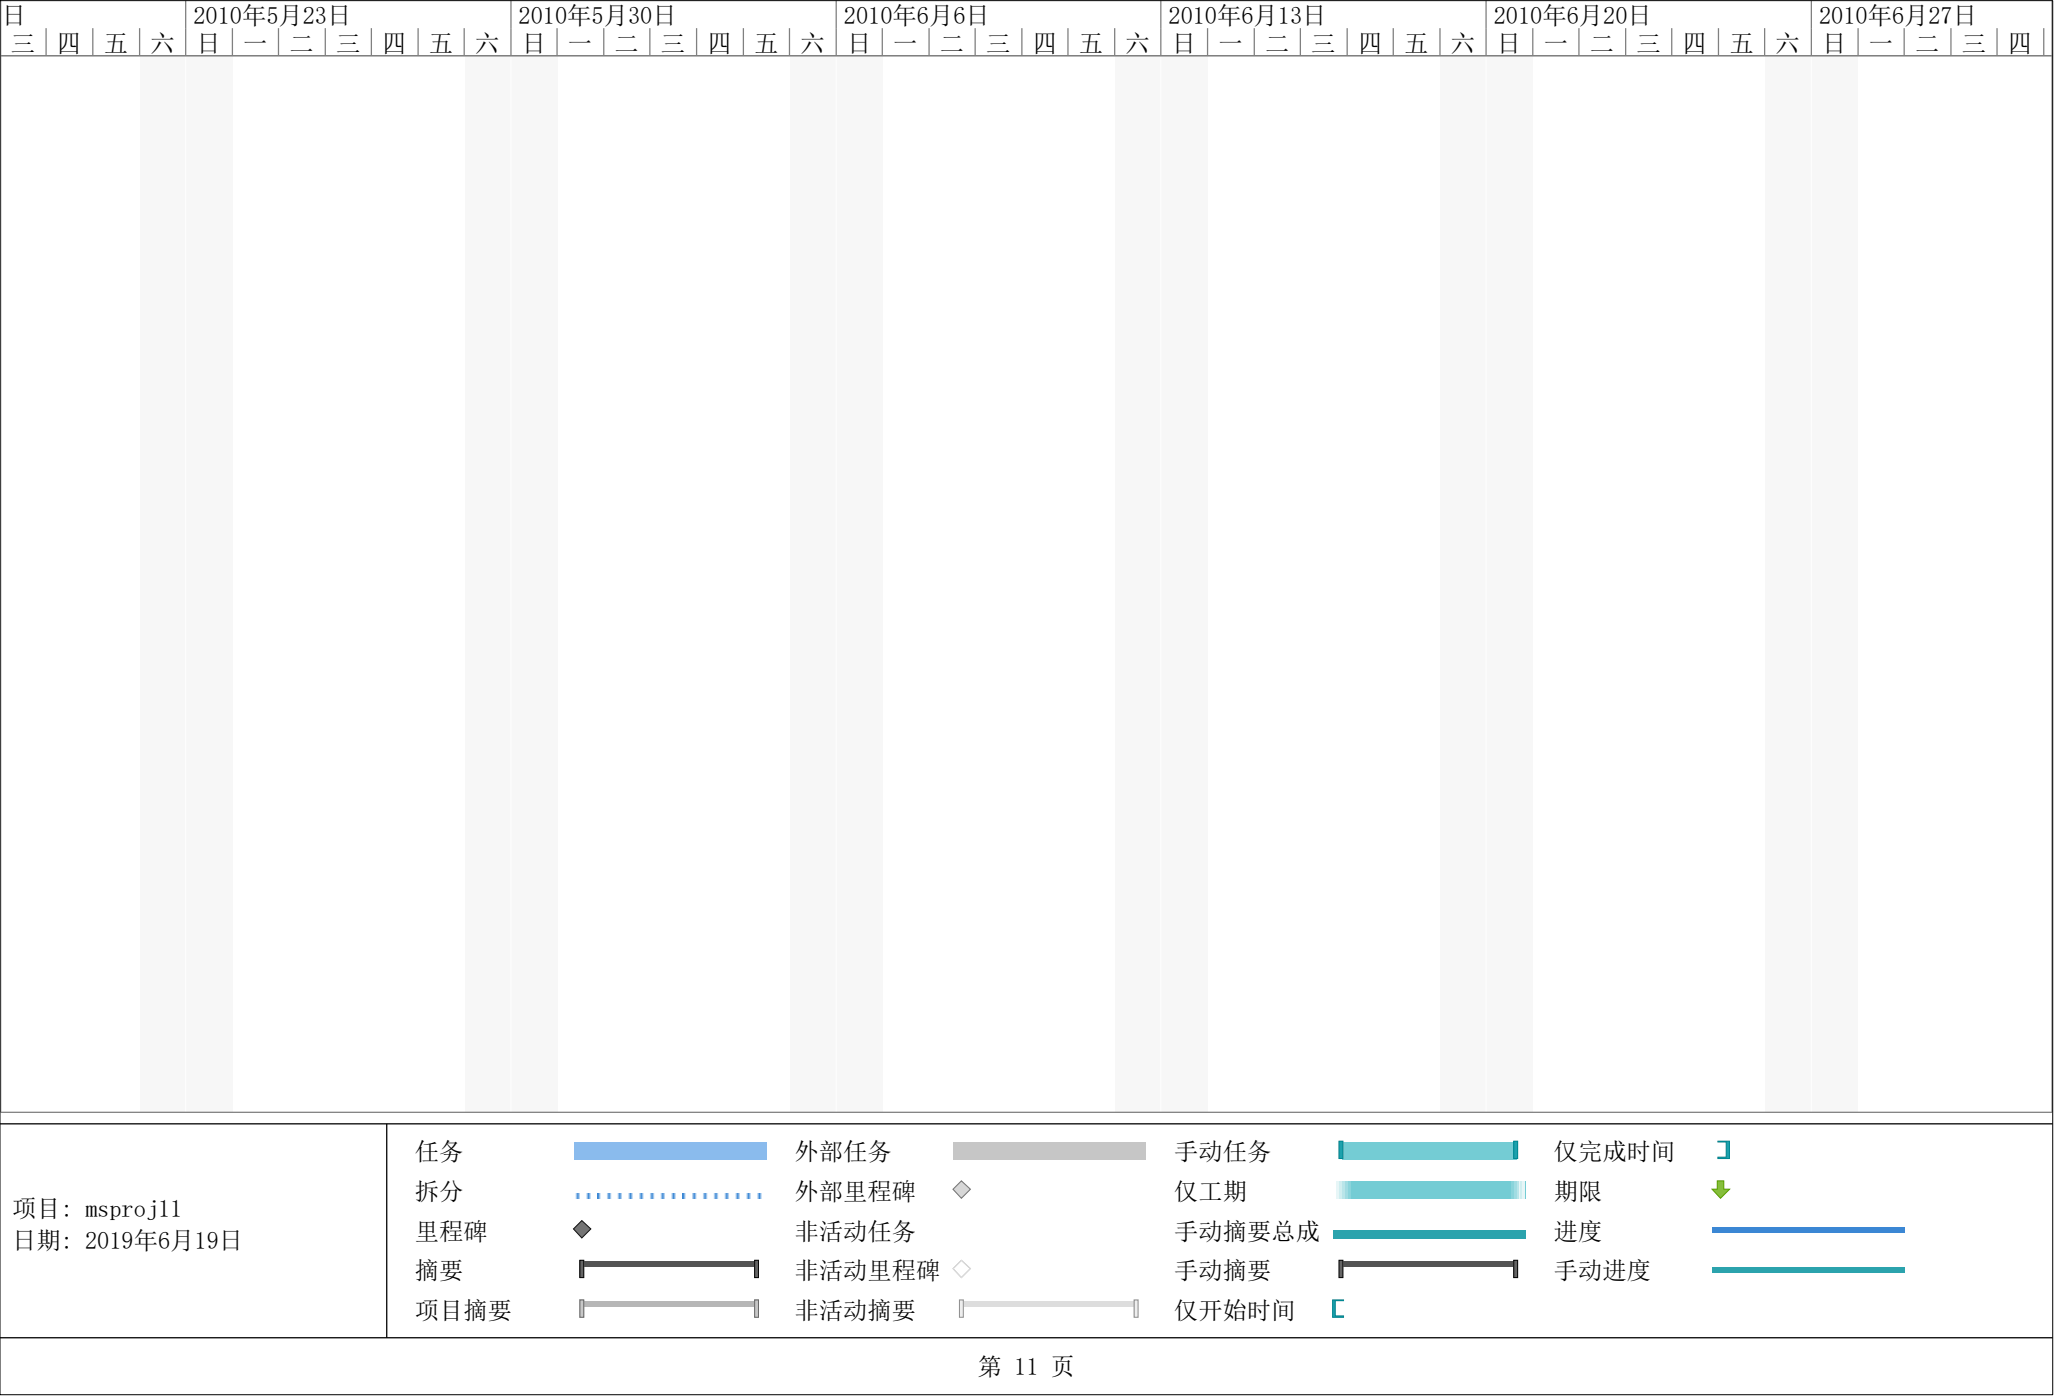 日 2010年5月23日 2010年5月30日 2010年6月6日 2010年6月13日 2010年6月20日 2010年6月27日
三 四 五 六 日 一 二 三 四 五 六 日 一 二 三 四 五 六 日 一 二 三 四 五 六 日 一 二 三 四 五 六 日 一 二 三 四 五 六 日 一 二 三 四
项目: msproj11
日期: 2019年6月19日
任务 外部任务 手动任务 仅完成时间
拆分 外部里程碑 仅工期 期限
里程碑 非活动任务 手动摘要总成 进度
摘要 非活动里程碑 手动摘要 手动进度
项目摘要 非活动摘要 仅开始时间
第 11 页